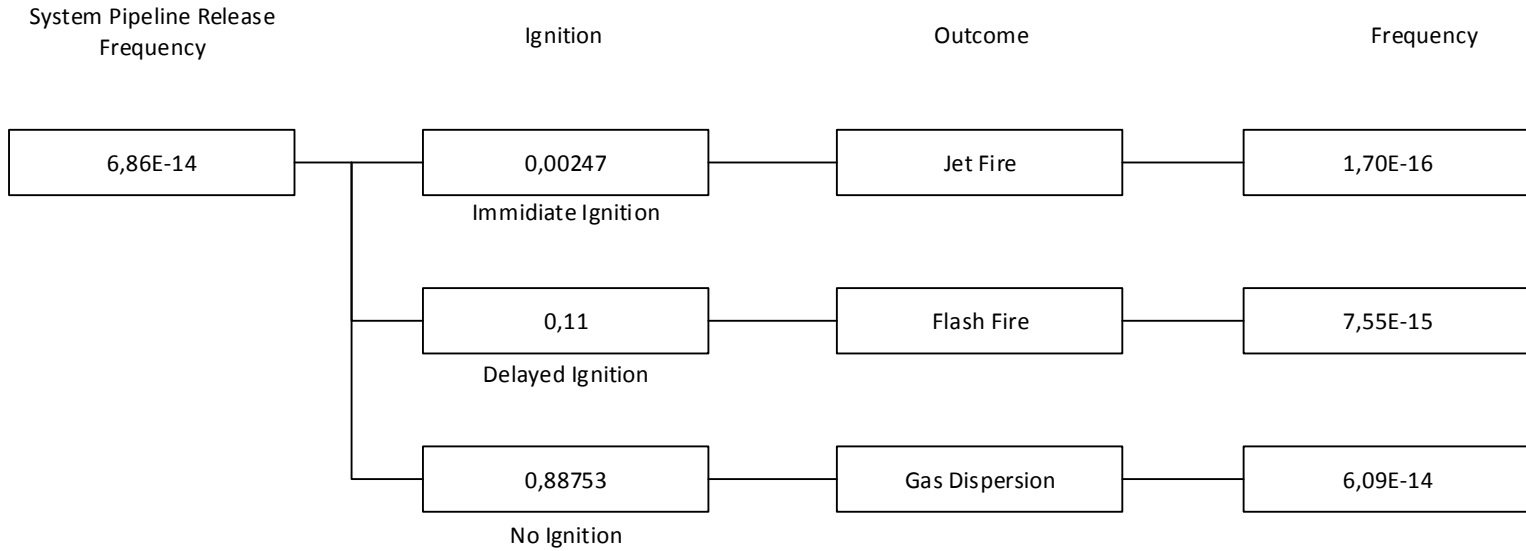 System Pipeline Release
Frequency
Ignition
Outcome
Frequency
6,86E-14
0,00247
Jet Fire
1,70E-16
Immidiate Ignition
0,11
Flash Fire
7,55E-15
Delayed Ignition
0,88753
Gas Dispersion
6,09E-14
No Ignition